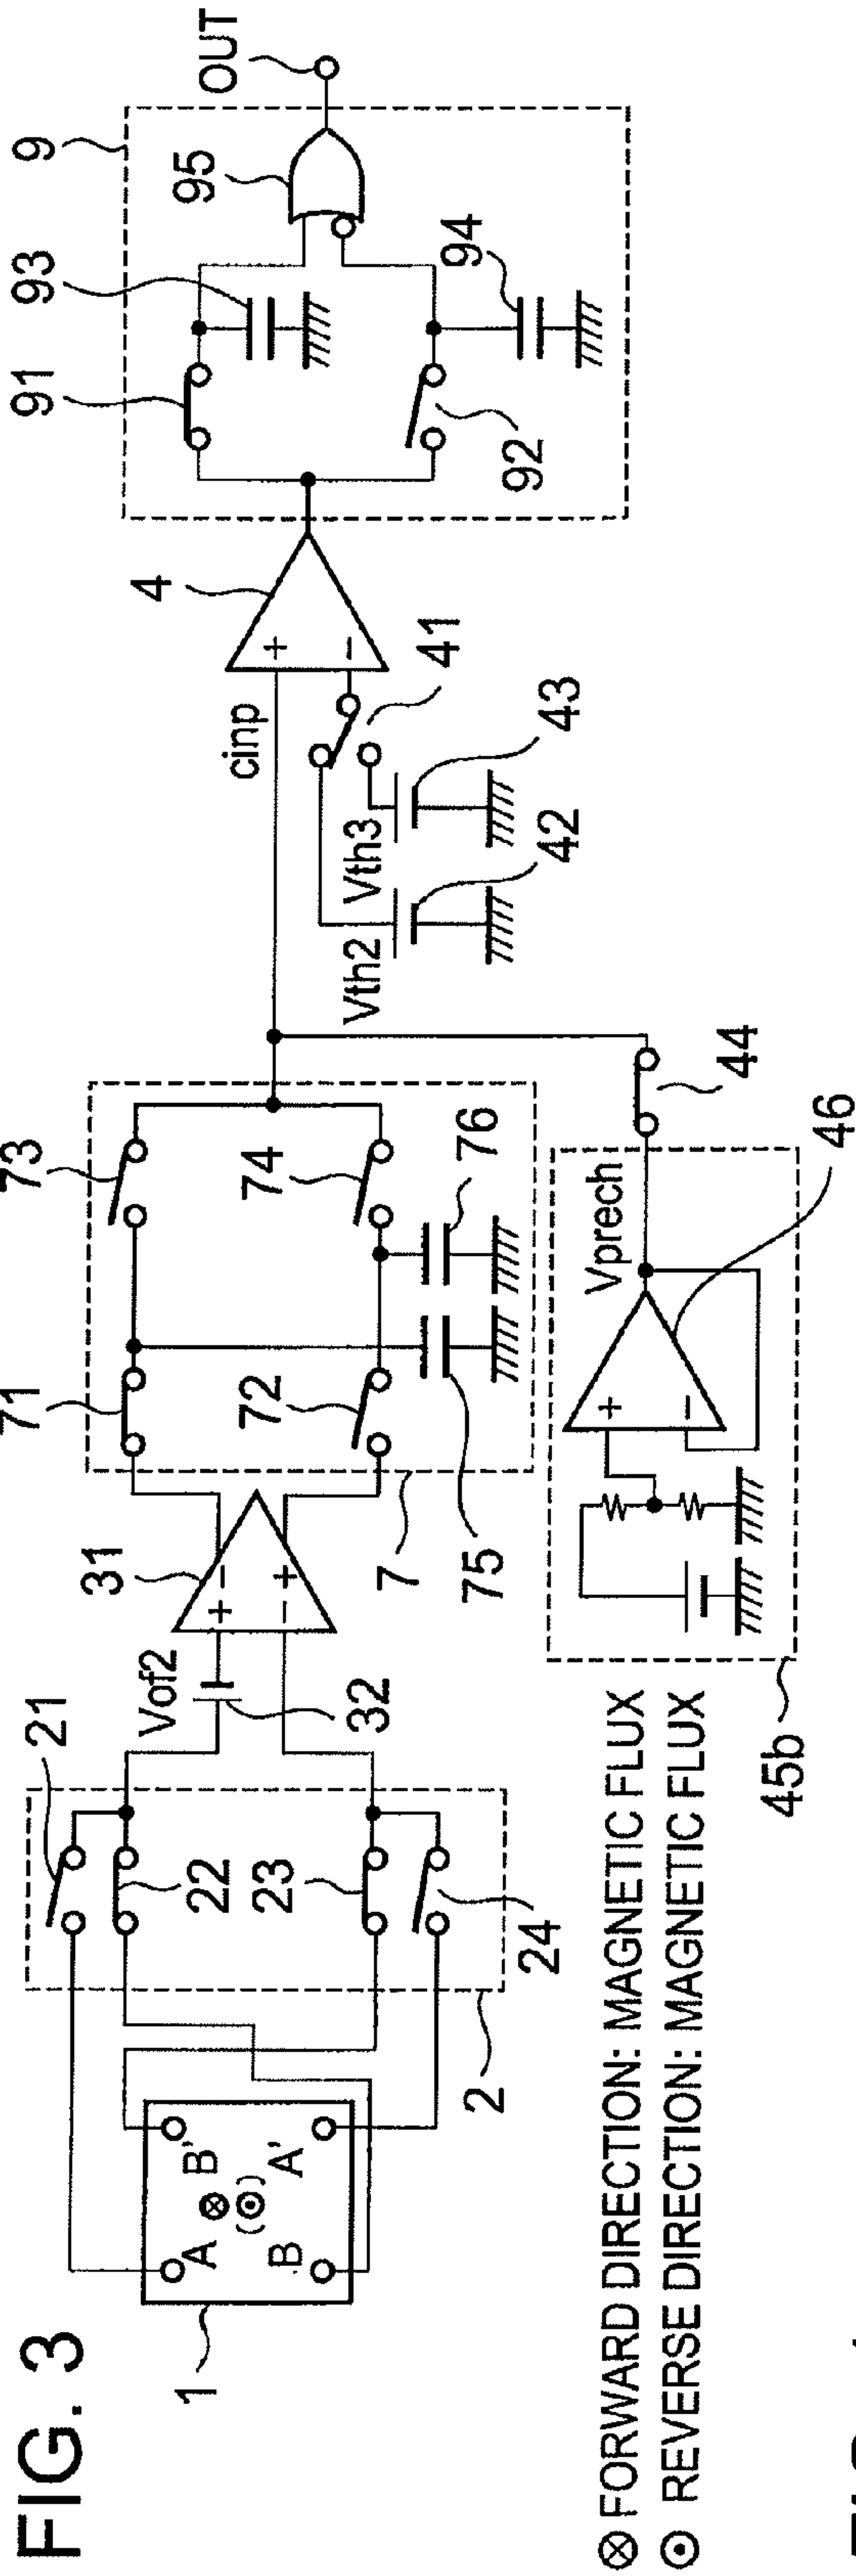 FIG. 3
1
A
B'
B
A'
2
21
22
23
24
Vof2
32
31
+
−
−
+
7
71
72
73
74
75
76
cinp
4
+
−
41
Vth2
Vth3
42
43
44
Vprech
46
+
−
45b
9
91
92
93
94
95
OUT
FORWARD DIRECTION: MAGNETIC FLUX
REVERSE DIRECTION: MAGNETIC FLUX